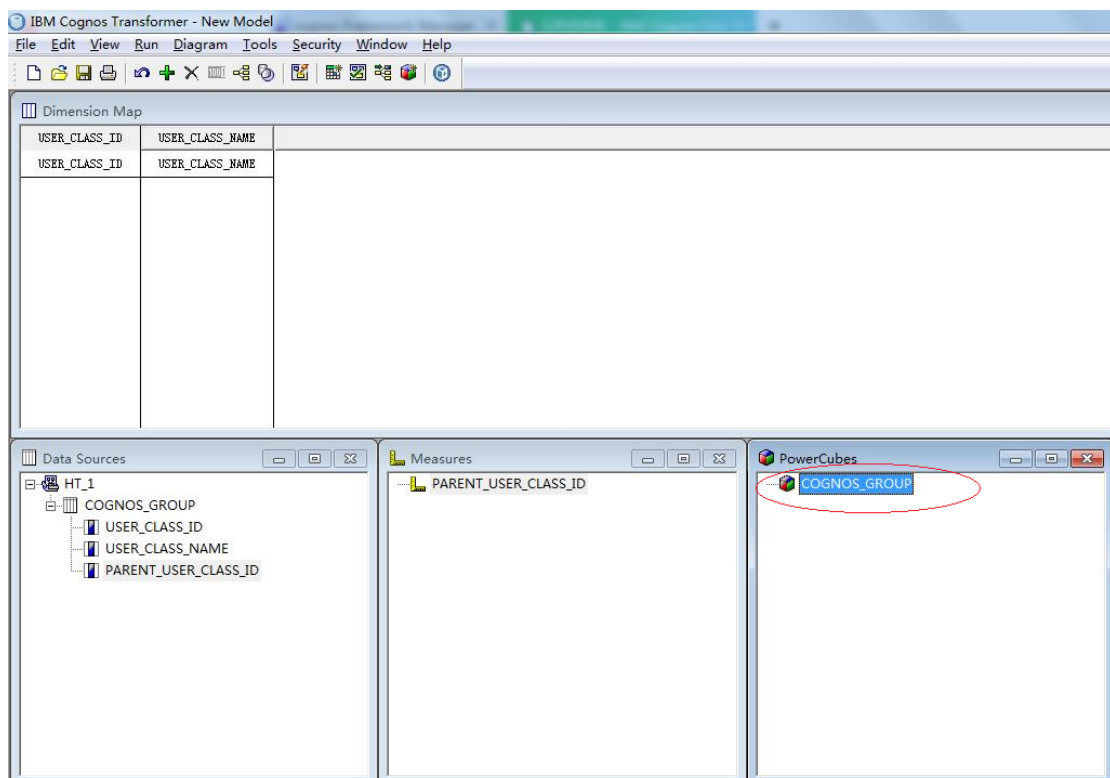 IBM Cognos Transformer - New Model
File Edit View Run Diagram Tools Security Window Help
Dimension Map
USER_CLASS_ID USER_CLASS_NAME
USER_CLASS_ID USER_CLASS_NAME
Data Sources
HT_1
COGNOS_GROUP
USER_CLASS_ID
USER_CLASS_NAME
PARENT_USER_CLASS_ID
Measures
PARENT_USER_CLASS_ID
PowerCubes
COGNOS_GROUP